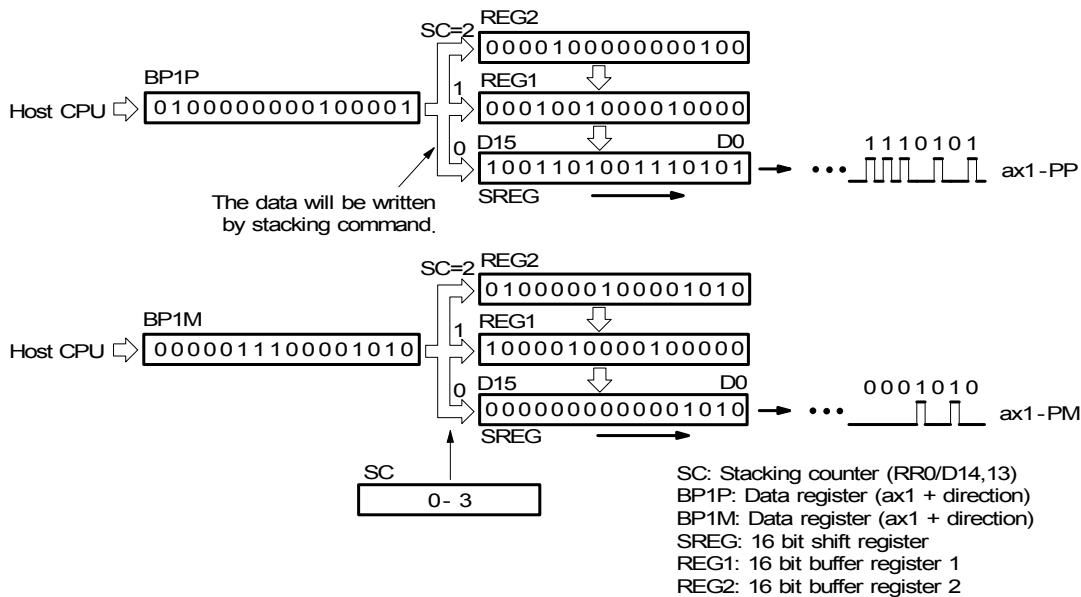 REG2
SC=2
0000100000000100
BP1P
REG1
1
Host CPU
0100000000100001
0001001000010000
0
D15
D0
1111010101
1001101001110101
ax1-PP
SREG
The data will be written
by stacking command.
REG2
SC=2
0100000100001010
BP1M
REG1
1
Host CPU
0000011100001010
1000010000100000
0
D15
D0
0001010
0000000000001010
ax1-PM
SREG
SC
0-3
SC: Stacking counter (RR0/D14,13)
BP1P: Data register (ax1 + direction)
BP1M: Data register (ax1 + direction)
SREG: 16 bit shift register
REG1: 16 bit buffer register 1
REG2: 16 bit buffer register 2